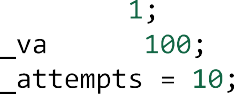 1;
_va 100;
_attempts = 10;